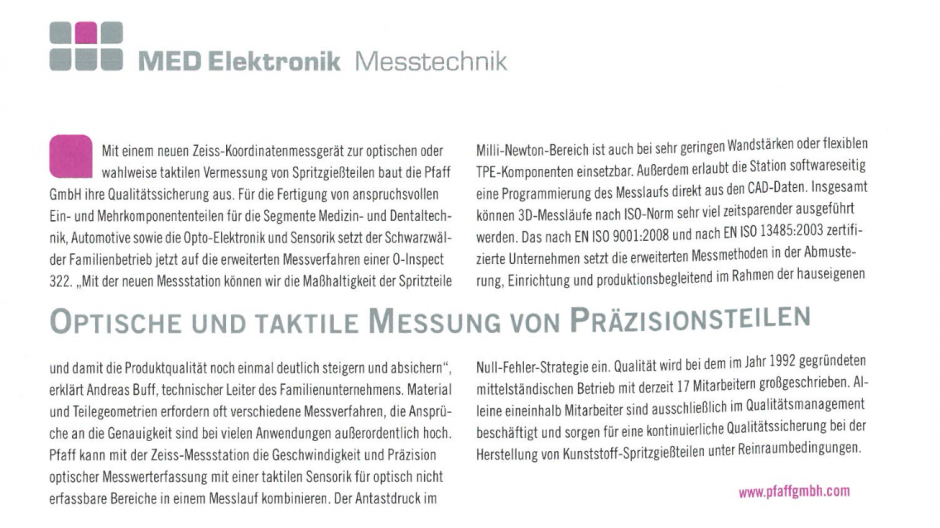 MED Elektronik Messtechnik
Mit einem neuen Zeiss-Koordinatenmessgerät zur optischen oder
wahlweise taktilen Vermessung von Spritzgießteilen baut die Pfaff
GmbH ihre Qualitätssicherung aus. Für die Fertigung von anspruchsvollen
Ein- und Mehrkomponententeilen für die Segmente Medizin- und Dentaltech-
nik, Automotive sowie die Opto-Elektronik und Sensorik setzt der Schwarzwäl-
der Familienbetrieb jetzt auf die erweiterten Messverfahren einer O-Inspect
322. „Mit der neuen Messstation können wir die Maßhaltigkeit der Spritzteile
Milli-Newton-Bereich ist auch bei sehr geringen Wandstärken oder flexiblen
TPE-Komponenten einsetzbar. Außerdem erlaubt die Station softwareseitig
eine Programmierung des Messlaufs direkt aus den CAD-Daten. Insgesamt
können 3D-Messläufe nach ISO-Norm sehr viel zeitsparender ausgeführt
werden. Das nach EN ISO 9001:2008 und nach EN ISO 13485:2003 zertifi-
zierte Unternehmen setzt die erweiterten Messmethoden in der Abmuste-
rung, Einrichtung und produktionsbegleitend im Rahmen der hauseigenen
OPTISCHE UND TAKTILE MESSUNG VON PRÄZISIONSTEILEN
und damit die Produktqualität noch einmal deutlich steigern und absichern“,
erklärt Andreas Buff, technischer Leiter des Familienunternehmens. Material
und Teilegeometrien erfordern oft verschiedene Messverfahren, die Ansprü-
che an die Genauigkeit sind bei vielen Anwendungen außerordentlich hoch.
Pfaff kann mit der Zeiss-Messstation die Geschwindigkeit und Präzision
optischer Messwerterfassung mit einer taktilen Sensorik für optisch nicht
erfassbare Bereiche in einem Messlauf kombinieren. Der Antastdruck im
Null-Fehler-Strategie ein. Qualität wird bei dem im Jahr 1992 gegründeten
mittelständischen Betrieb mit derzeit 17 Mitarbeitern großgeschrieben. Al-
leine eineinhalb Mitarbeiter sind ausschließlich im Qualitätsmanagement
beschäftigt und sorgen für eine kontinuierliche Qualitätssicherung bei der
Herstellung von Kunststoff-Spritzgießteilen unter Reinraumbedingungen.
www.pfaffgmbh.com